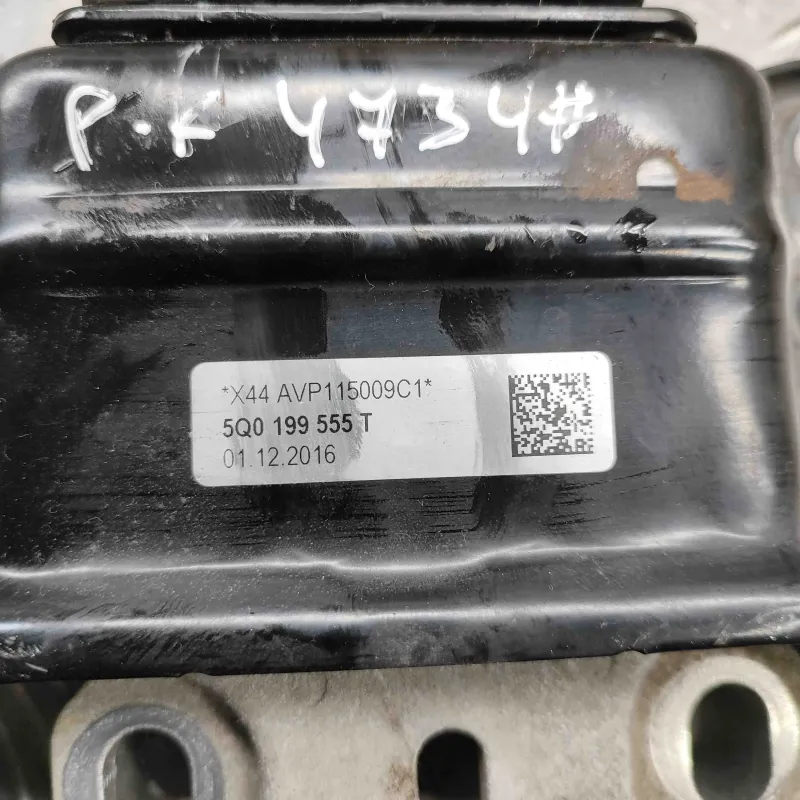 P.K 4734#
*X44 AVP115009C1*
5Q0 199 555 T
01.12.2016